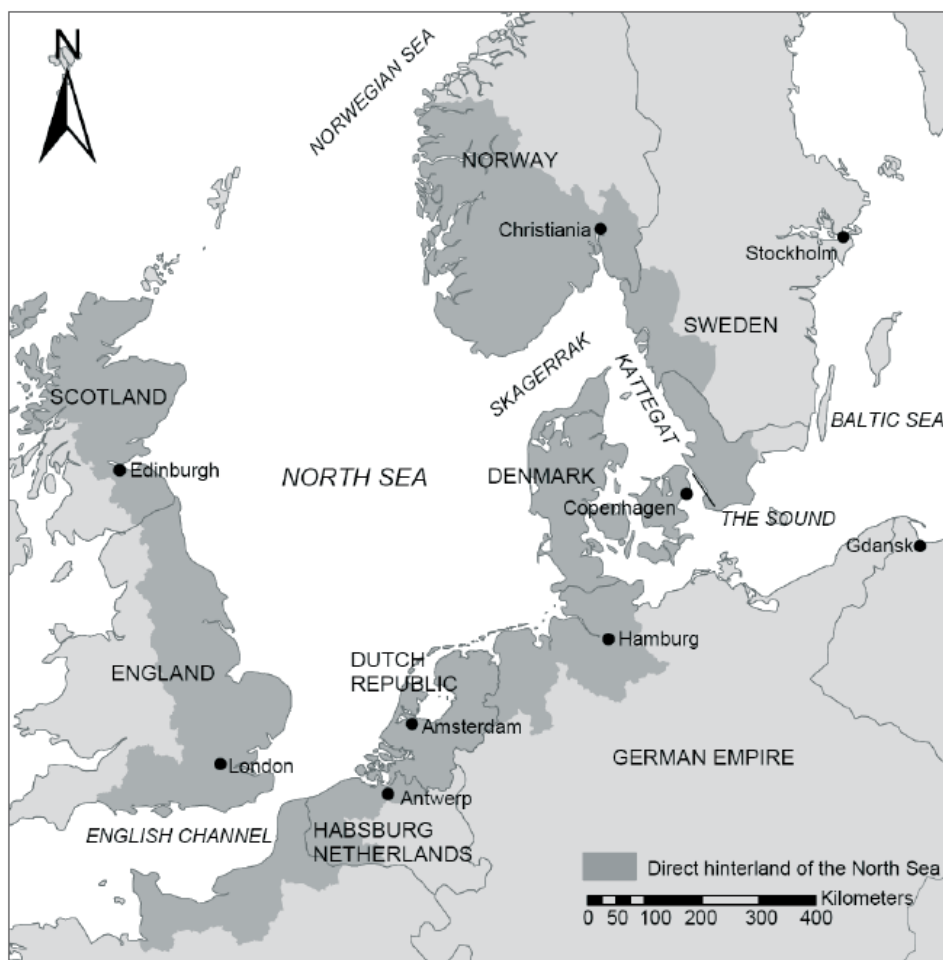 N
NORWEGIAN SEA
NORWAY
Christiania
Stockholm
SWEDEN
SKAGERRAK
KATTEGAT
SCOTLAND
BALTIC SEA
Edinburgh
NORTH SEA
DENMARK
Copenhagen
THE SOUND
Gdansk
Hamburg
ENGLAND
DUTCH
REPUBLIC
Amsterdam
London
GERMAN EMPIRE
Antwerp
ENGLISH CHANNEL
HABSBURG
NETHERLANDS
Direct hinterland of the North Sea
Kilometers
0 50 100 200 300 400